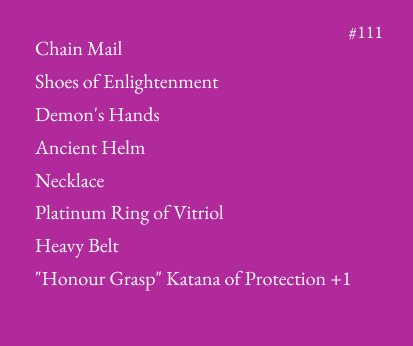 #111
Chain Mail
Shoes of Enlightenment
Demon's Hands
Ancient Helm
Necklace
Platinum Ring of Vitriol
Heavy Belt
"Honour Grasp" Katana of Protection +1